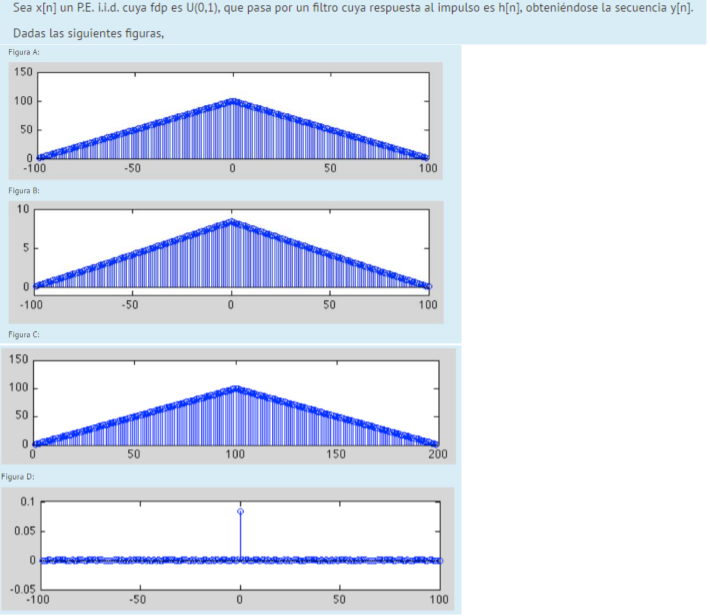 Sea x[n] un P.E. i.i.d. cuya fdp es U(0,1), que pasa por un filtro cuya respuesta al impulso es h[n], obteniéndose la secuencia y[n].
Dadas las siguientes figuras,
Figura A:
150
100
50
0
-100 -50 0 50 100
Figura B:
10
5
0
-100 -50 0 50 100
Figura C:
150
100
50
0
0 50 100 150 200
Figura D:
0.1
0.05
0
-0.05
-100 -50 0 50 100